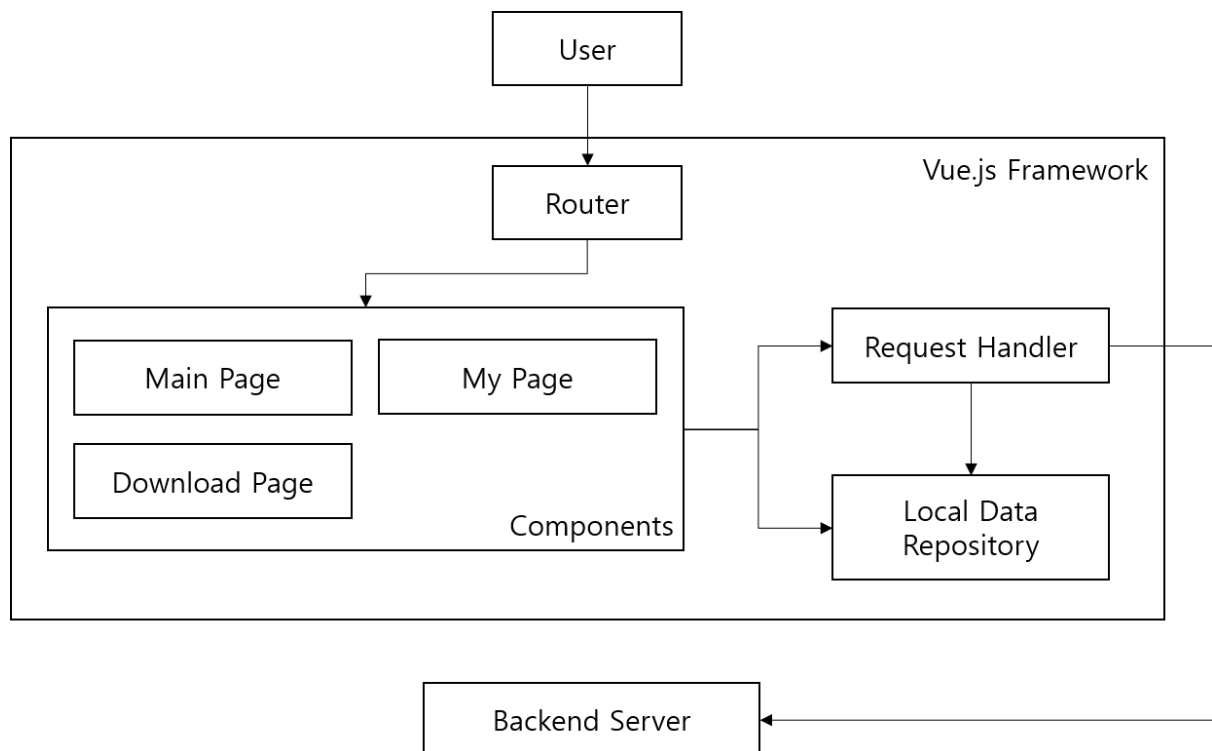 User
Vue.js Framework
Router
Main Page
My Page
Download Page
Components
Request Handler
Local Data
Repository
Backend Server